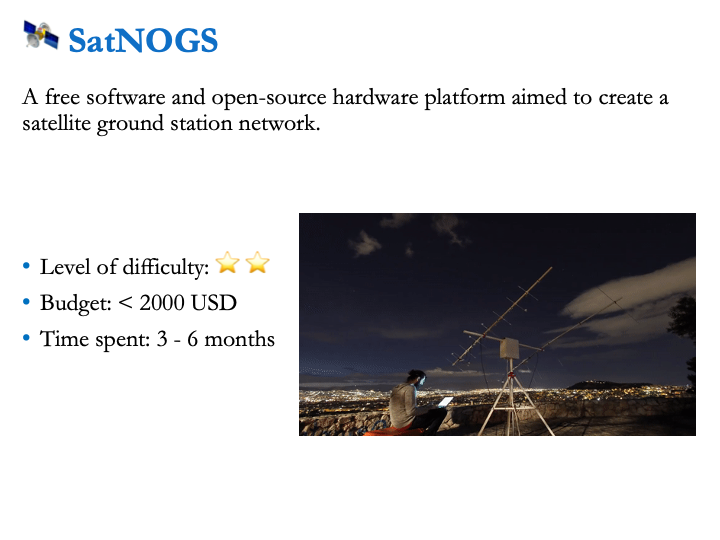 🛰️ SatNOGS
A free software and open-source hardware platform aimed to create a
satellite ground station network.
• Level of difficulty: ⭐⭐
• Budget: < 2000 USD
• Time spent: 3 - 6 months